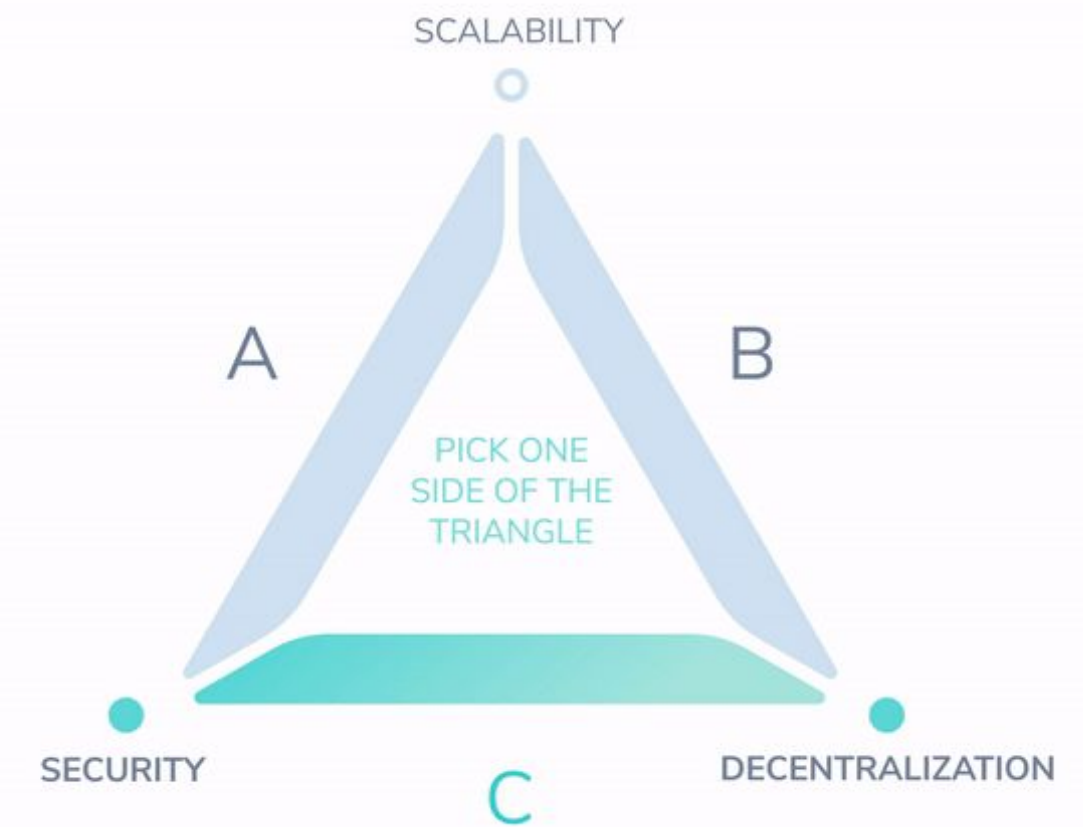 SCALABILITY
A
B
PICK ONE
SIDE OF THE
TRIANGLE
SECURITY
DECENTRALIZATION
C